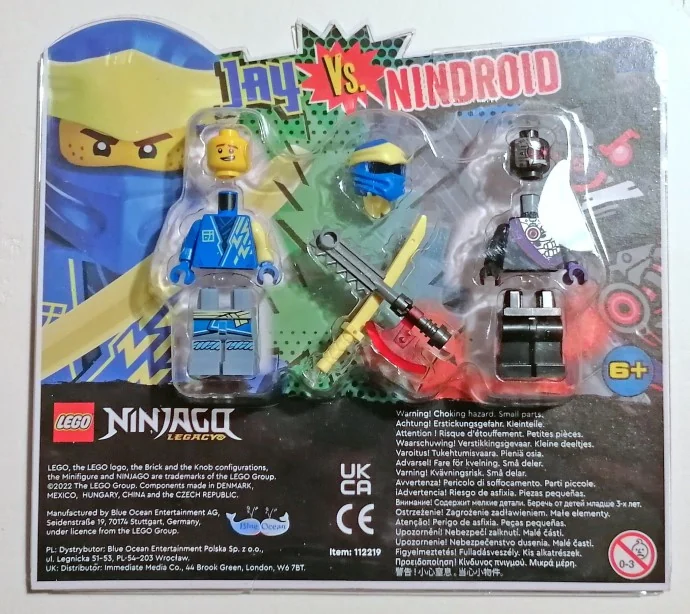 JAY Vs. NINDROID
6+
LEGO NINJAGO
LEGACY
LEGO, the LEGO logo, the Brick and the Knob configurations,
the Minifigure and NINJAGO are trademarks of the LEGO Group.
©2022 The LEGO Group. Components made in DENMARK,
MEXICO, HUNGARY, CHINA and the CZECH REPUBLIC.
Manufactured by Blue Ocean Entertainment AG,
Seidenstraße 19, 70174 Stuttgart, Germany,
under licence from the LEGO Group.
Blue Ocean
PL: Dystrybutor: Blue Ocean Entertainment Polska Sp. z o.o.,
ul. Legnicka 51-53, PL-54-203 Wrocław.
UK: Distributor: Immediate Media Co., 44 Brook Green, London, W6 7BT.
UK
CA
CE
Item: 112219
Warning! Choking hazard. Small parts.
Achtung! Erstickungsgefahr. Kleinteile.
Attention ! Risque d'étouffement. Petites pièces.
Waarschuwing! Verstikkingsgevaar. Kleine deeltjes.
Varoitus! Tukehtumisvaara. Pieniä osia.
Advarsel! Fare for kvelning. Små deler.
Varning! Kvävningsrisk. Små delar.
Avvertenza! Pericolo di soffocamento. Parti piccole.
¡Advertencia! Riesgo de asfixia. Piezas pequeñas.
Внимание! Содержит мелкие детали. Беречь от детей младше 3-х лет.
Ostrzeżenie! Zagrożenie zadławieniem. Małe elementy.
Atenção! Perigo de asfixia. Peças pequenas.
Upozornění! Nebezpečí zalknutí. Malé části.
Upozornenie! Nebezpečenstvo dusenia. Malé časti.
Figyelmeztetés! Fulladásveszély. Kis alkatrészek.
Προειδοποίηση! Κίνδυνος πνιγμού. Μικρά μέρη.
警告!小心窒息。当心小物件。
0-3